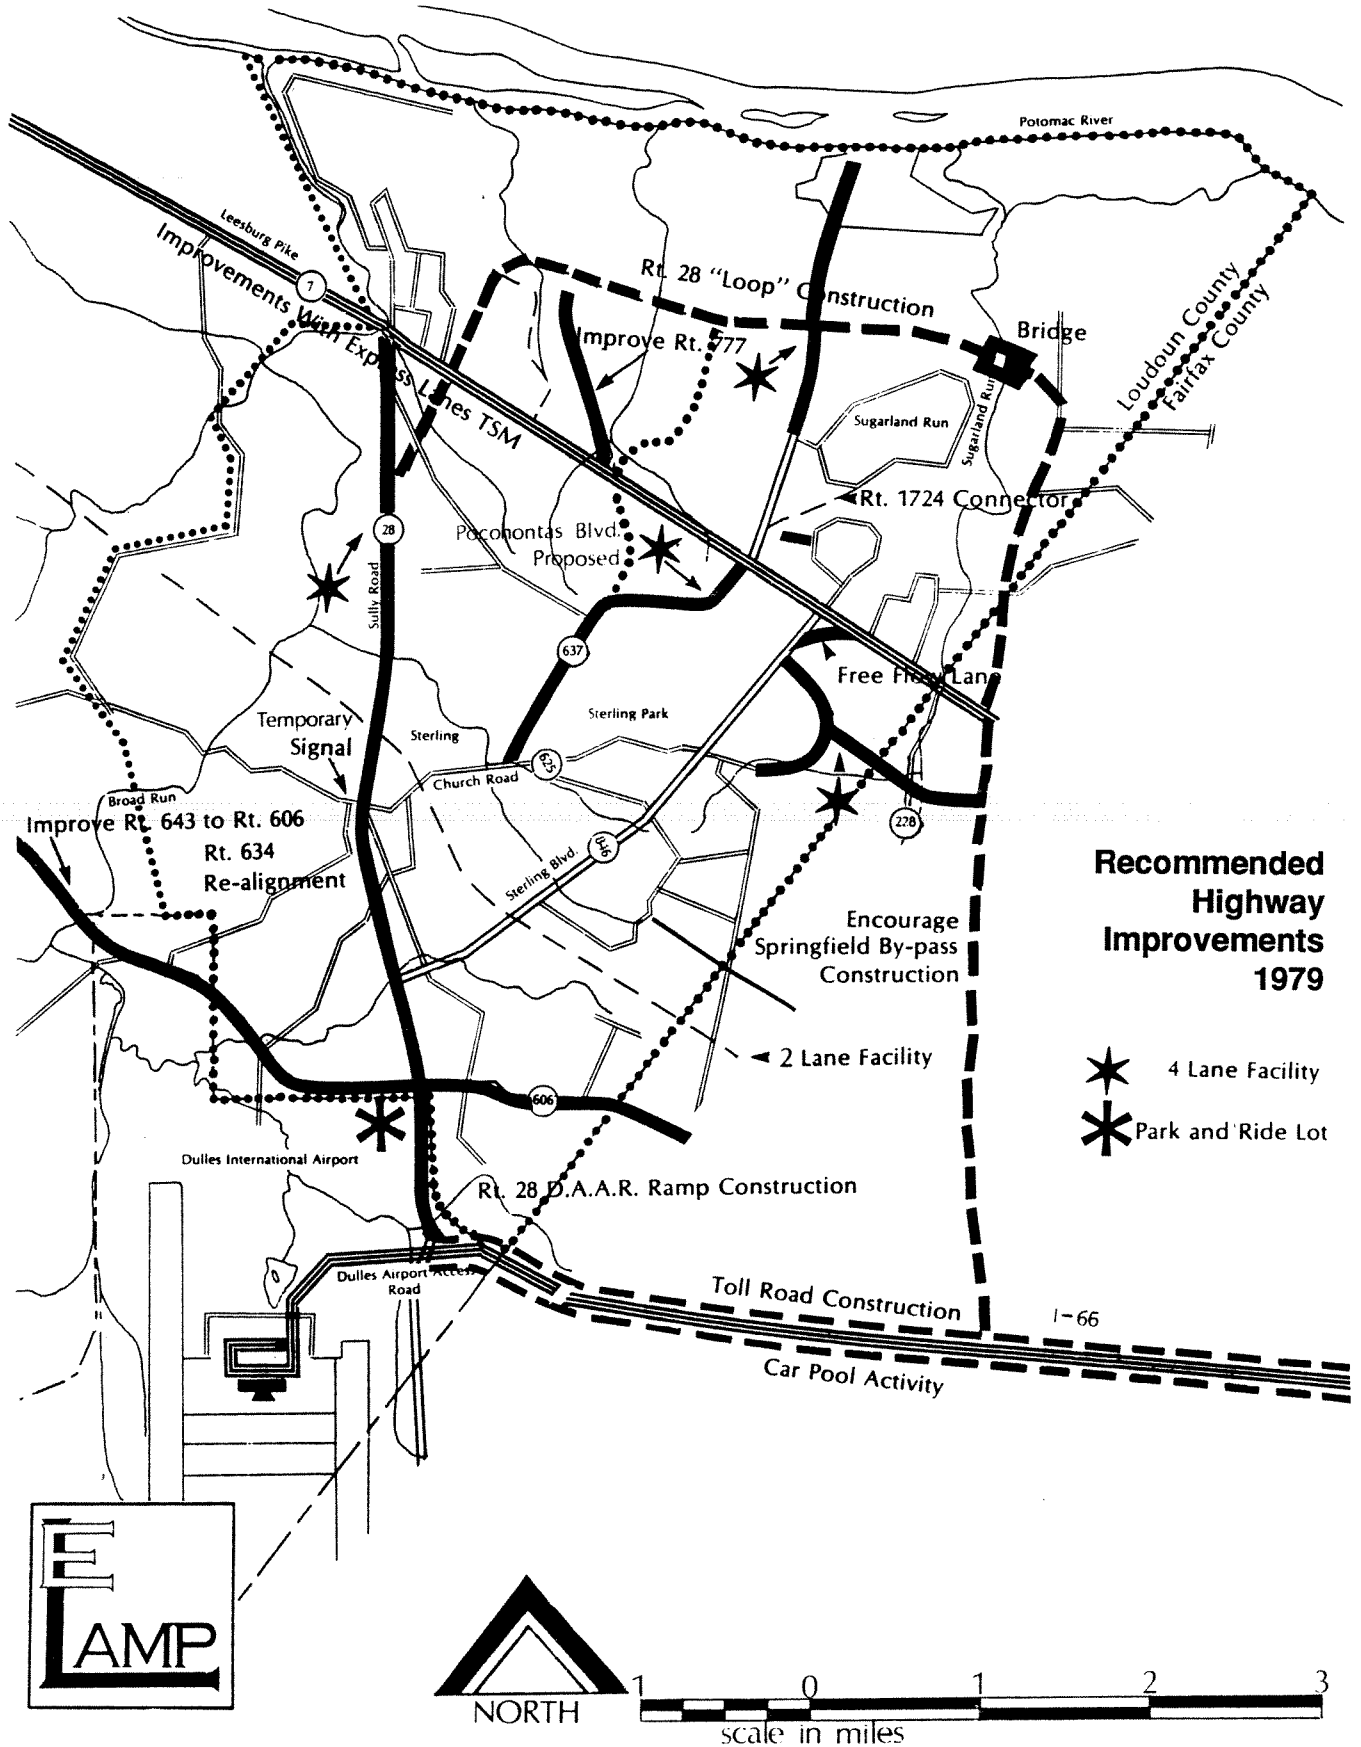 Potomac River
Leesburg Pike
7
Improvements With Express Lanes TSM
Rt. 28 "Loop" Construction
Bridge
Improve Rt. 777
Loudoun County
Fairfax County
Sugarland Run
Sugarland Run
Rt. 1724 Connector
28
Pocohontas Blvd.
Proposed
Sully Road
637
Free Flow Lane
Temporary
Signal
Sterling
Sterling Park
625
Church Road
Broad Run
228
Improve Rt. 643 to Rt. 606
Rt. 634
Re-alignment
846
Sterling Blvd.
Recommended
Highway
Improvements
1979
Encourage
Springfield By-pass
Construction
2 Lane Facility
4 Lane Facility
606
Park and Ride Lot
Dulles International Airport
Rt. 28 D.A.A.R. Ramp Construction
Dulles Airport Access
Road
Toll Road Construction
I-66
Car Pool Activity
E
LAMP
NORTH
1 0 1 2 3
scale in miles